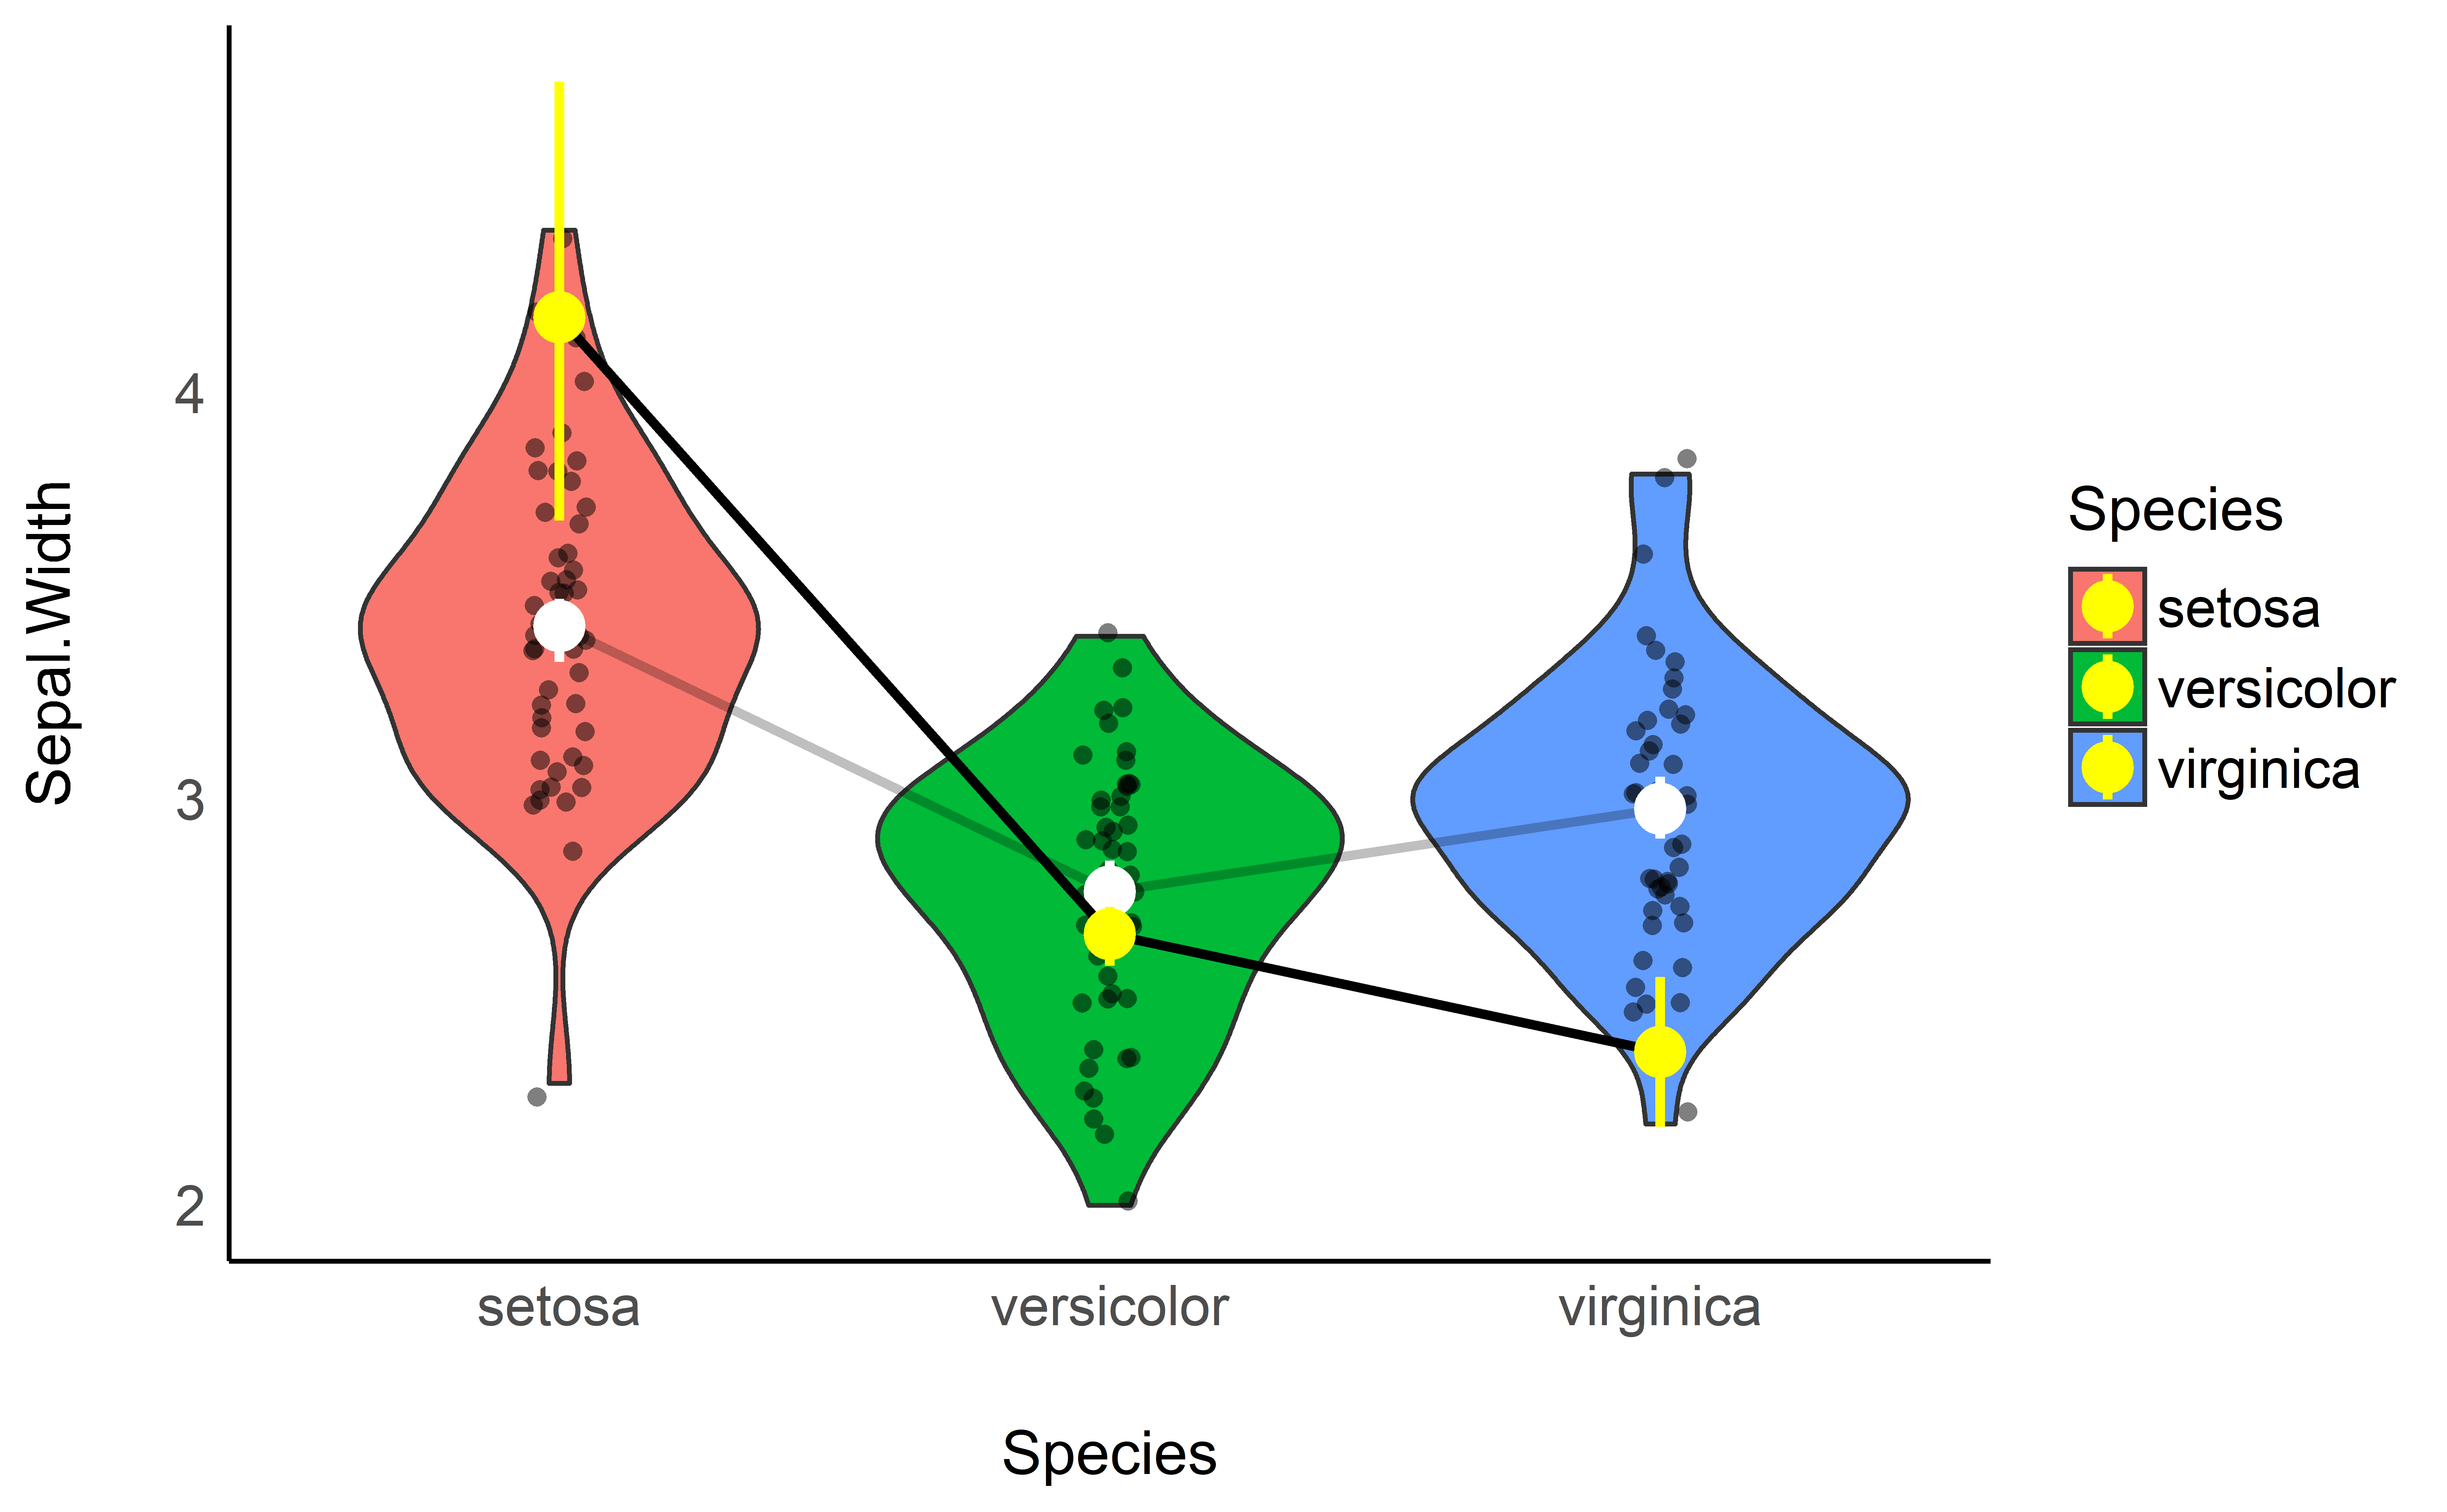 Sepal.Width
4
3
2
setosa
versicolor
virginica
Species
Species
setosa
versicolor
virginica